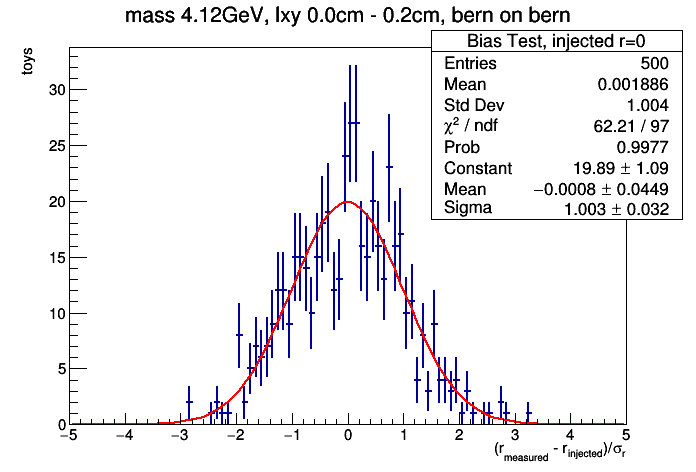 mass 4.12GeV, lxy 0.0cm - 0.2cm, bern on bern
toys
Bias Test, injected r=0
Entries 500
Mean 0.001886
Std Dev 1.004
χ² / ndf 62.21 / 97
Prob 0.9977
Constant 19.89 ± 1.09
Mean −0.0008 ± 0.0449
Sigma 1.003 ± 0.032
30
25
20
15
10
5
0
−5 −4 −3 −2 −1 0 1 2 3 4 5
(r_measured - r_injected)/σ_r